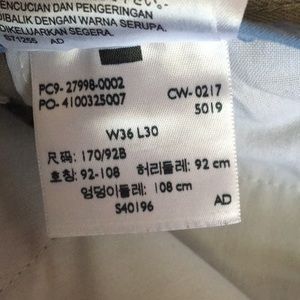 PENCUCIAN DAN PENGERINGAN
DIBALIK DENGAN WARNA SERUPA.
DIKELUARKAN SEGERA.
S71255 AD
PC9- 27998-0002
PO- 4100325007
CW- 0217
5019
W36 L30
尺码: 170/92B
호칭: 92-108 허리둘레: 92 cm
엉덩이둘레: 108 cm
S40196
AD